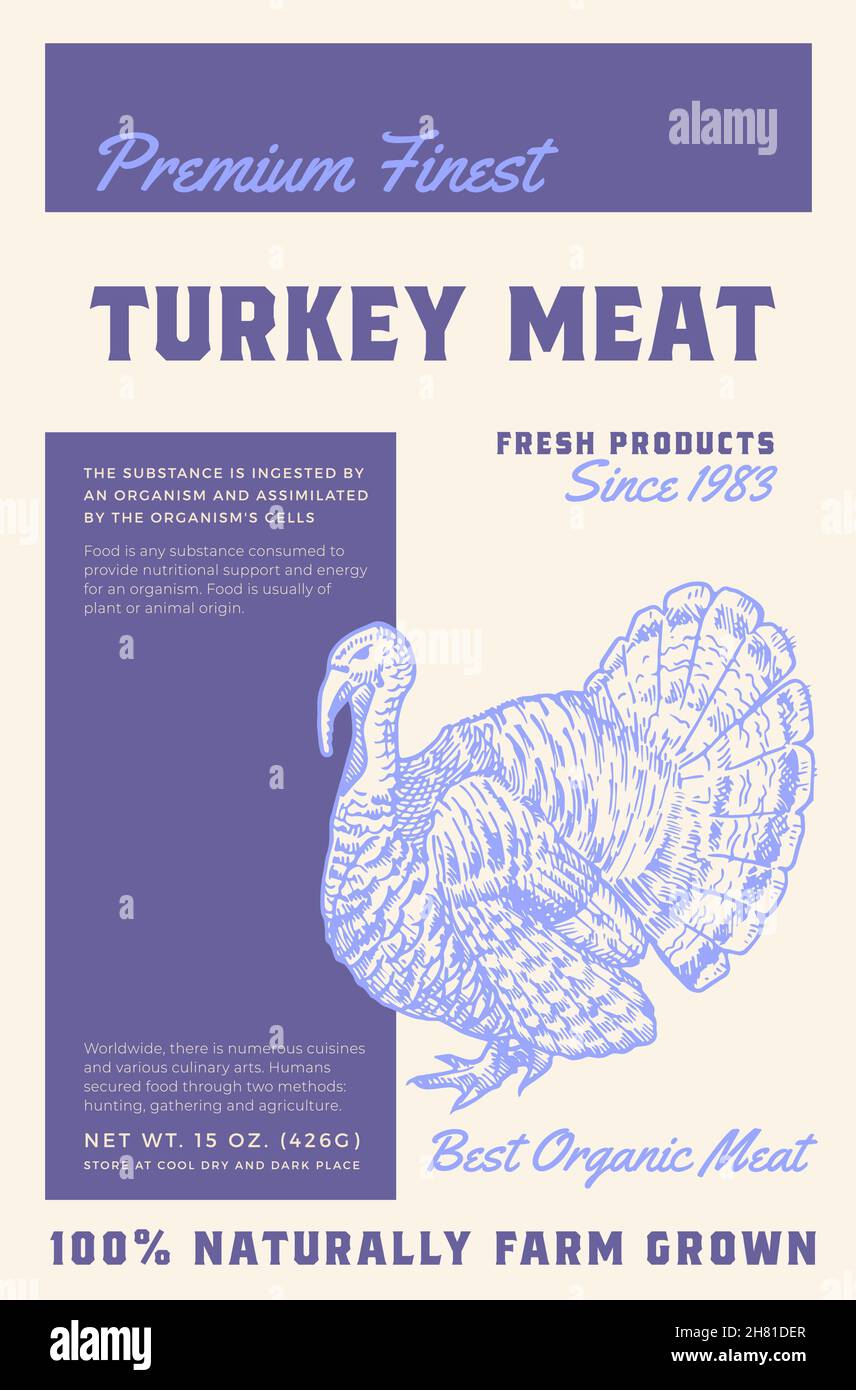 Premium Finest
alamy
TURKEY MEAT
FRESH PRODUCTS
Since 1983
THE SUBSTANCE IS INGESTED BY
AN ORGANISM AND ASSIMILATED
BY THE ORGANISM'S CELLS
Food is any substance consumed to
provide nutritional support and energy
for an organism. Food is usually of
plant or animal origin.
Worldwide, there is numerous cuisines
and various culinary arts. Humans
secured food through two methods:
hunting, gathering and agriculture.
NET WT. 15 OZ. (426G)
STORE AT COOL DRY AND DARK PLACE
Best Organic Meat
100% NATURALLY FARM GROWN
alamy
Image ID: 2H81DER
www.alamy.com